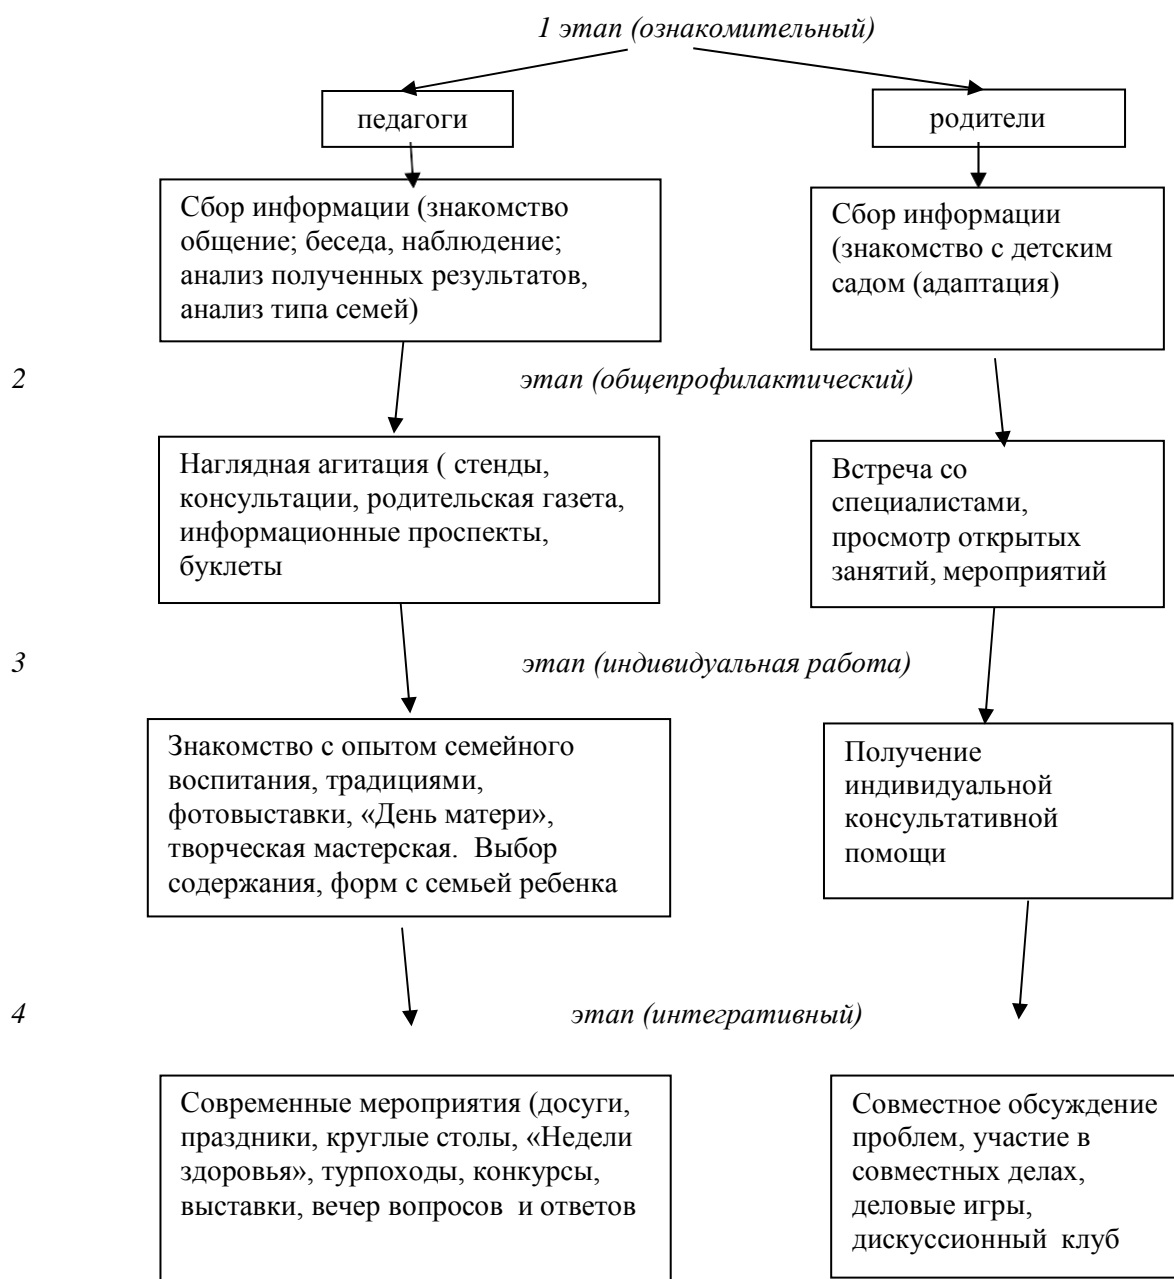 1 этап (ознакомительный)
педагоги
родители
Сбор информации (знакомство
общение; беседа, наблюдение;
анализ полученных результатов,
анализ типа семей)
Сбор информации
(знакомство с детским
садом (адаптация)
2 этап (общепрофилактический)
Наглядная агитация ( стенды,
консультации, родительская газета,
информационные проспекты,
буклеты
Встреча со
специалистами,
просмотр открытых
занятий, мероприятий
3 этап (индивидуальная работа)
Знакомство с опытом семейного
воспитания, традициями,
фотовыставки, «День матери»,
творческая мастерская. Выбор
содержания, форм с семьей ребенка
Получение
индивидуальной
консультативной
помощи
4 этап (интегративный)
Современные мероприятия (досуги,
праздники, круглые столы, «Недели
здоровья», турпоходы, конкурсы,
выставки, вечер вопросов и ответов
Совместное обсуждение
проблем, участие в
совместных делах,
деловые игры,
дискуссионный клуб